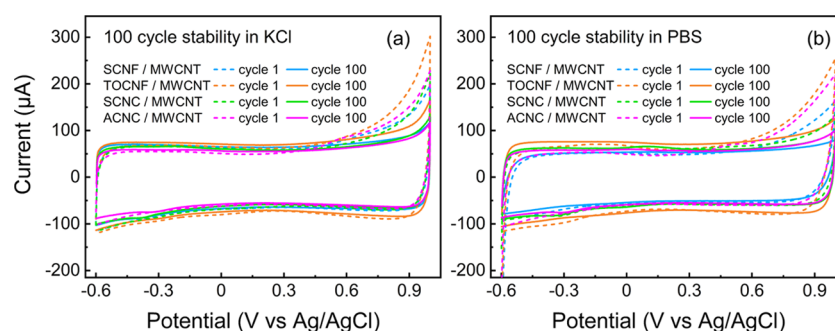 100 cycle stability in KCl (a)
SCNF / MWCNT cycle 1 cycle 100
TOCNF / MWCNT cycle 1 cycle 100
SCNC / MWCNT cycle 1 cycle 100
ACNC / MWCNT cycle 1 cycle 100
Current (µA)
300
200
100
0
-100
-200
-0.6 -0.3 0 0.3 0.6 0.9
Potential (V vs Ag/AgCl)
100 cycle stability in PBS (b)
SCNF / MWCNT cycle 1 cycle 100
TOCNF / MWCNT cycle 1 cycle 100
SCNC / MWCNT cycle 1 cycle 100
ACNC / MWCNT cycle 1 cycle 100
300
200
100
0
-100
-200
-0.6 -0.3 0 0.3 0.6 0.9
Potential (V vs Ag/AgCl)